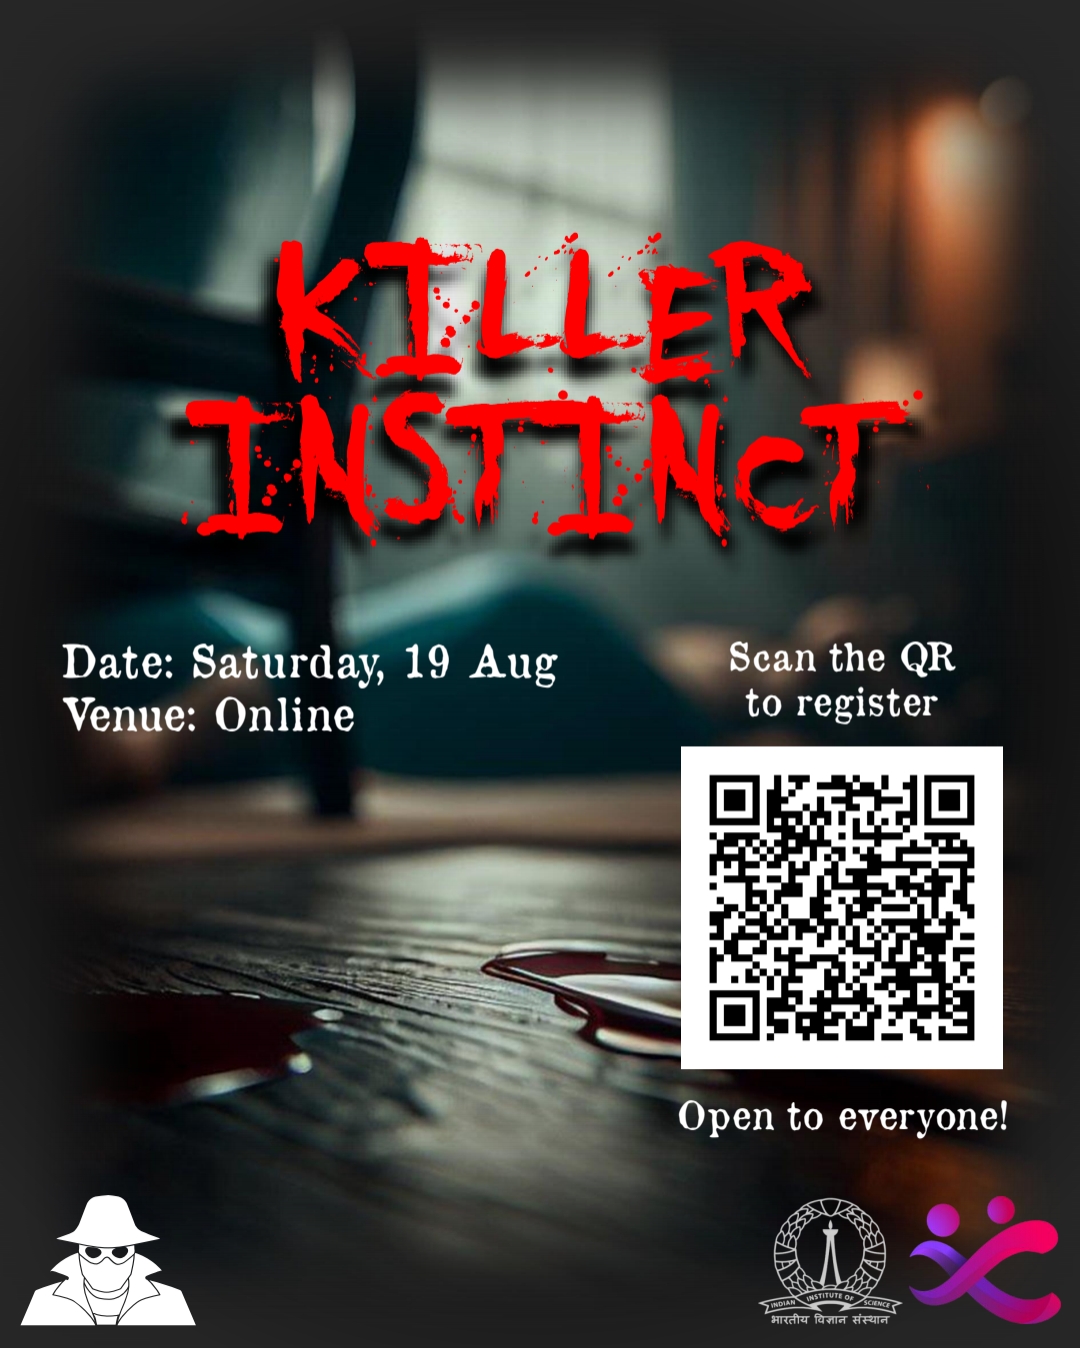 KILLER
INSTINCT
Date: Saturday, 19 Aug
Venue: Online
Scan the QR
to register
Open to everyone!
INDIAN INSTITUTE OF SCIENCE
भारतीय विज्ञान संस्थान